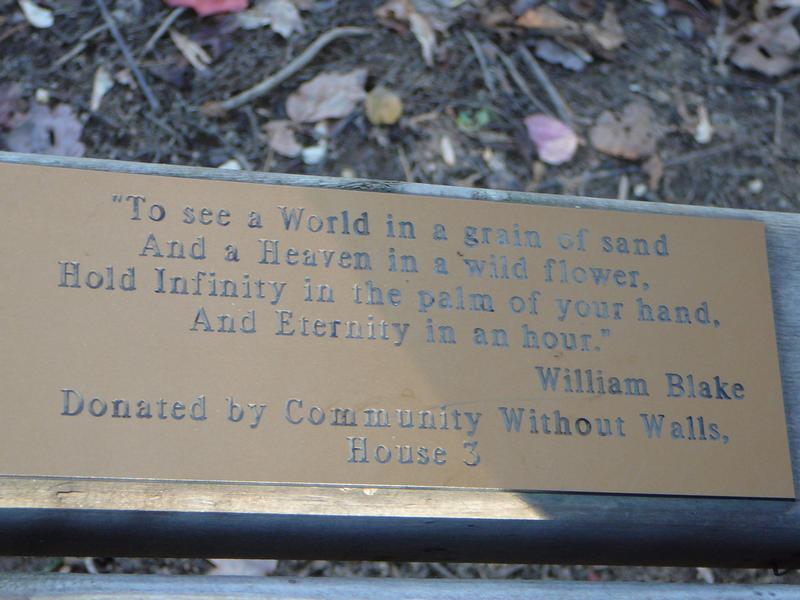 "To see a World in a grain of sand
And a Heaven in a wild flower,
Hold Infinity in the palm of your hand,
And Eternity in an hour."
William Blake
Donated by Community Without Walls,
House 3